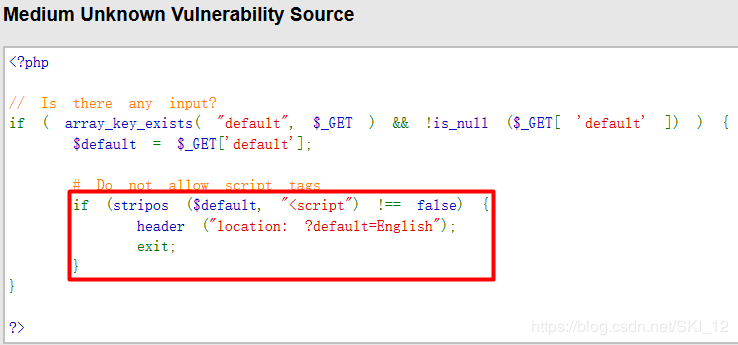 Medium Unknown Vulnerability Source
<?php
// Is there any input?
if ( array_key_exists( "default", $_GET ) && !is_null ($_GET[ 'default' ]) ) {
$default = $_GET['default'];
# Do not allow script tags
if (stripos ($default, "<script") !== false) {
header ("location: ?default=English");
exit;
}
}
?>
https://blog.csdn.net/SKI_12